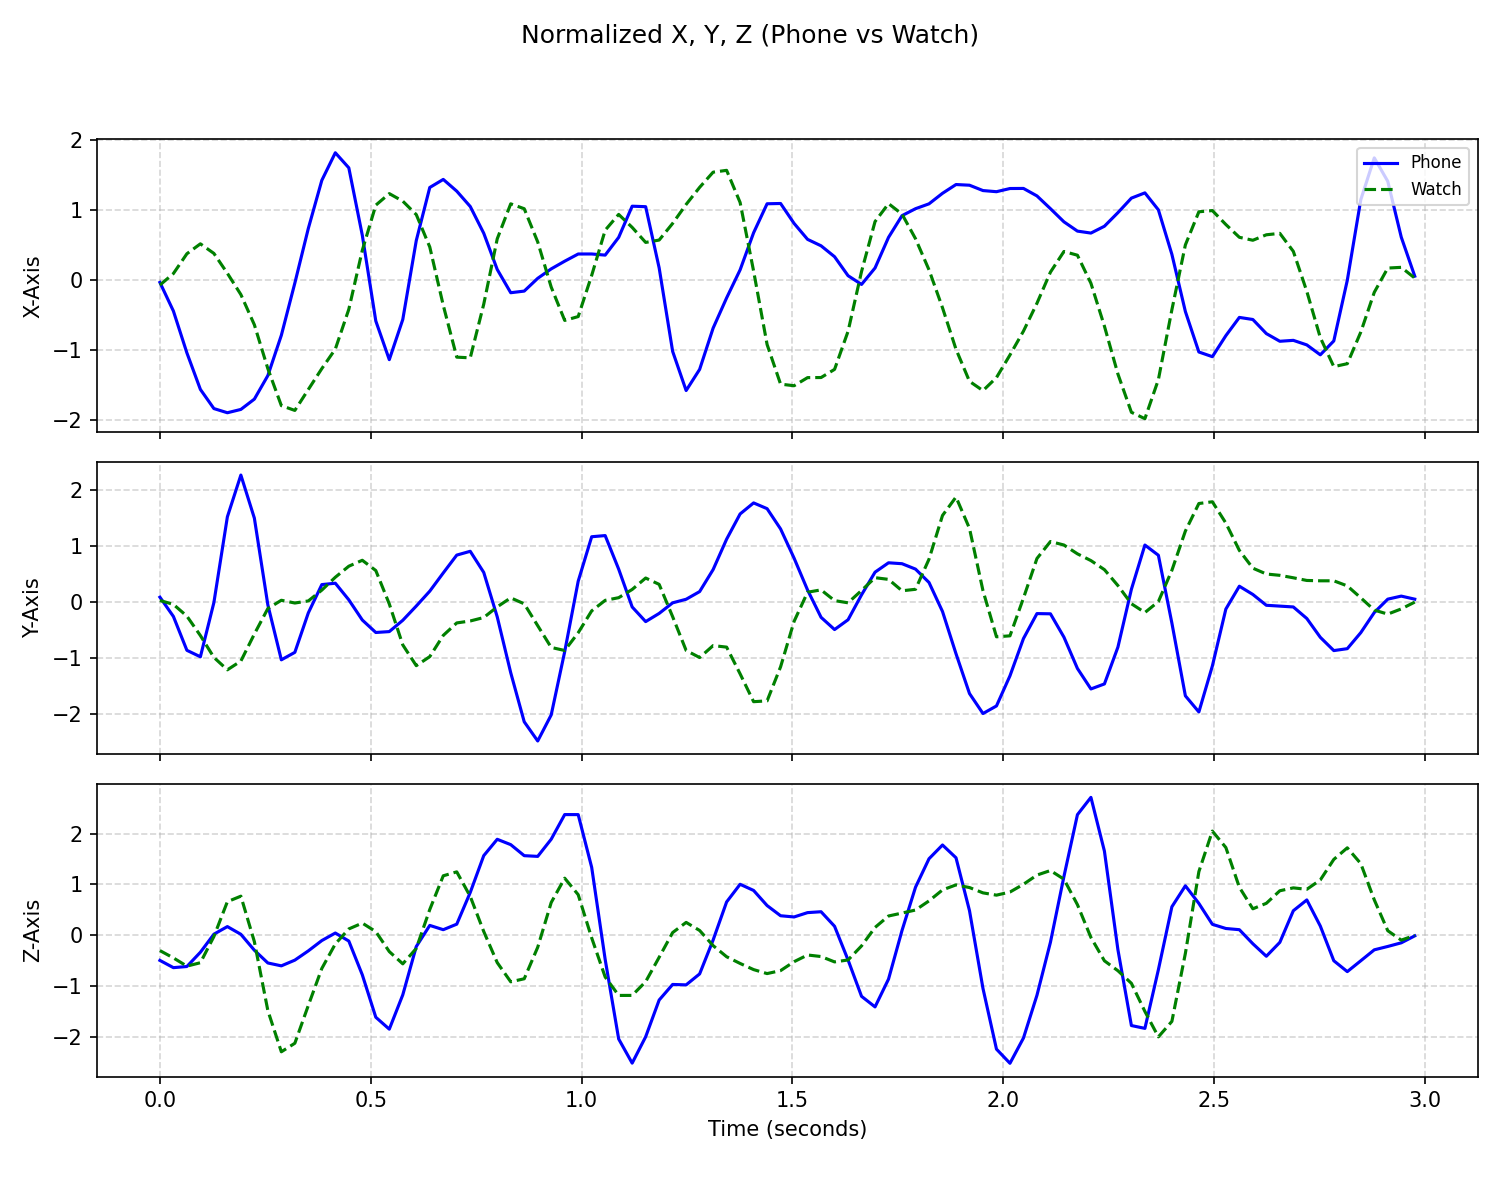 Normalized X, Y, Z (Phone vs Watch)
2
1
0
−1
−2
X-Axis
Phone
Watch
2
1
0
−1
−2
Y-Axis
2
1
0
−1
−2
Z-Axis
0.0 0.5 1.0 1.5 2.0 2.5 3.0
Time (seconds)